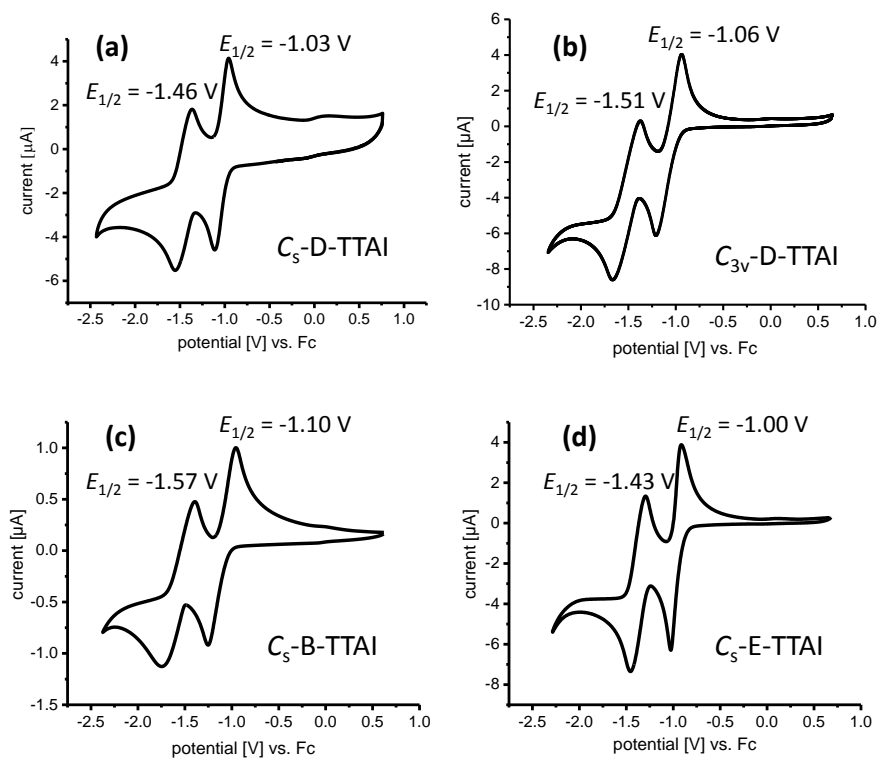 (a)
E1/2 = -1.03 V
E1/2 = -1.46 V
4
2
0
-2
-4
-6
current [µA]
Cs-D-TTAI
-2.5 -2.0 -1.5 -1.0 -0.5 0.0 0.5 1.0
potential [V] vs. Fc
(b)
E1/2 = -1.06 V
E1/2 = -1.51 V
4
2
0
-2
-4
-6
-8
-10
current [µA]
C3v-D-TTAI
-2.5 -2.0 -1.5 -1.0 -0.5 0.0 0.5 1.0
potential [V] vs. Fc
(c)
E1/2 = -1.10 V
E1/2 = -1.57 V
1.0
0.5
0.0
-0.5
-1.0
-1.5
current [µA]
Cs-B-TTAI
-2.5 -2.0 -1.5 -1.0 -0.5 0.0 0.5 1.0
potential [V] vs. Fc
(d)
E1/2 = -1.00 V
E1/2 = -1.43 V
4
2
0
-2
-4
-6
-8
current [µA]
Cs-E-TTAI
-2.5 -2.0 -1.5 -1.0 -0.5 0.0 0.5 1.0
potential [V] vs. Fc